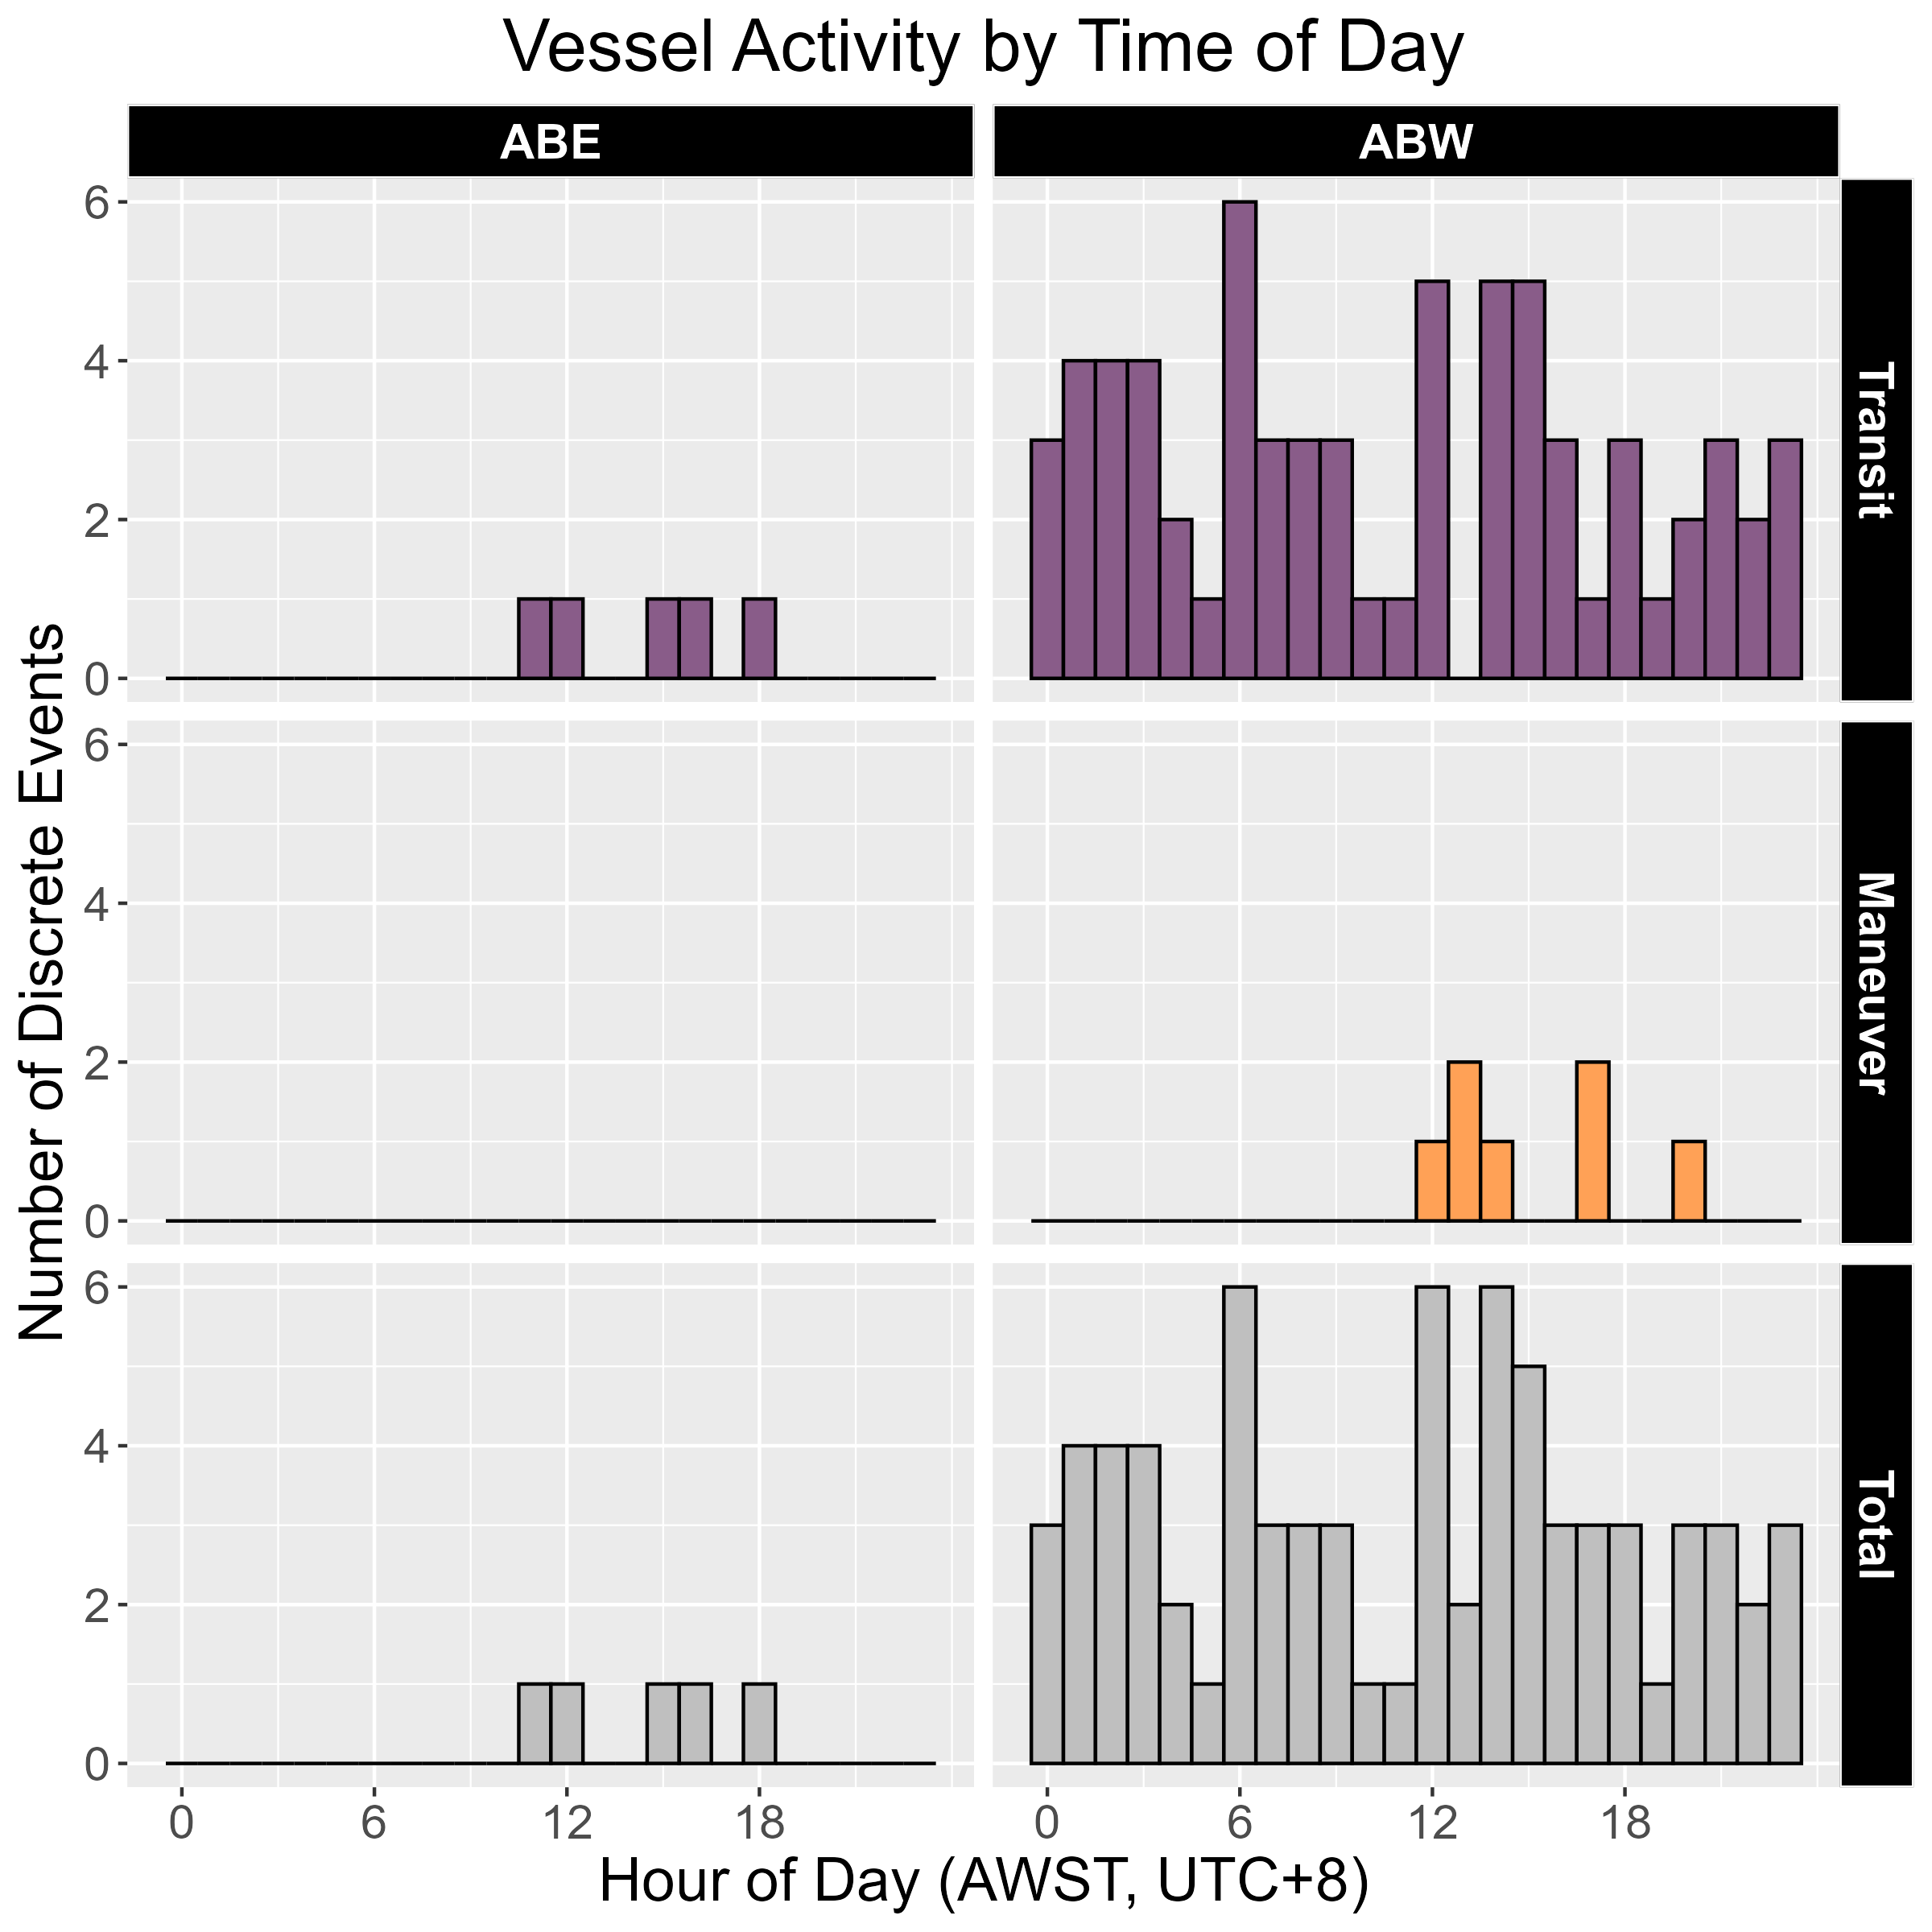 Vessel Activity by Time of Day
ABE ABW
Number of Discrete Events
6
4
2
0
Transit
6
4
2
0
Maneuver
6
4
2
0
Total
0 6 12 18 0 6 12 18
Hour of Day (AWST, UTC+8)